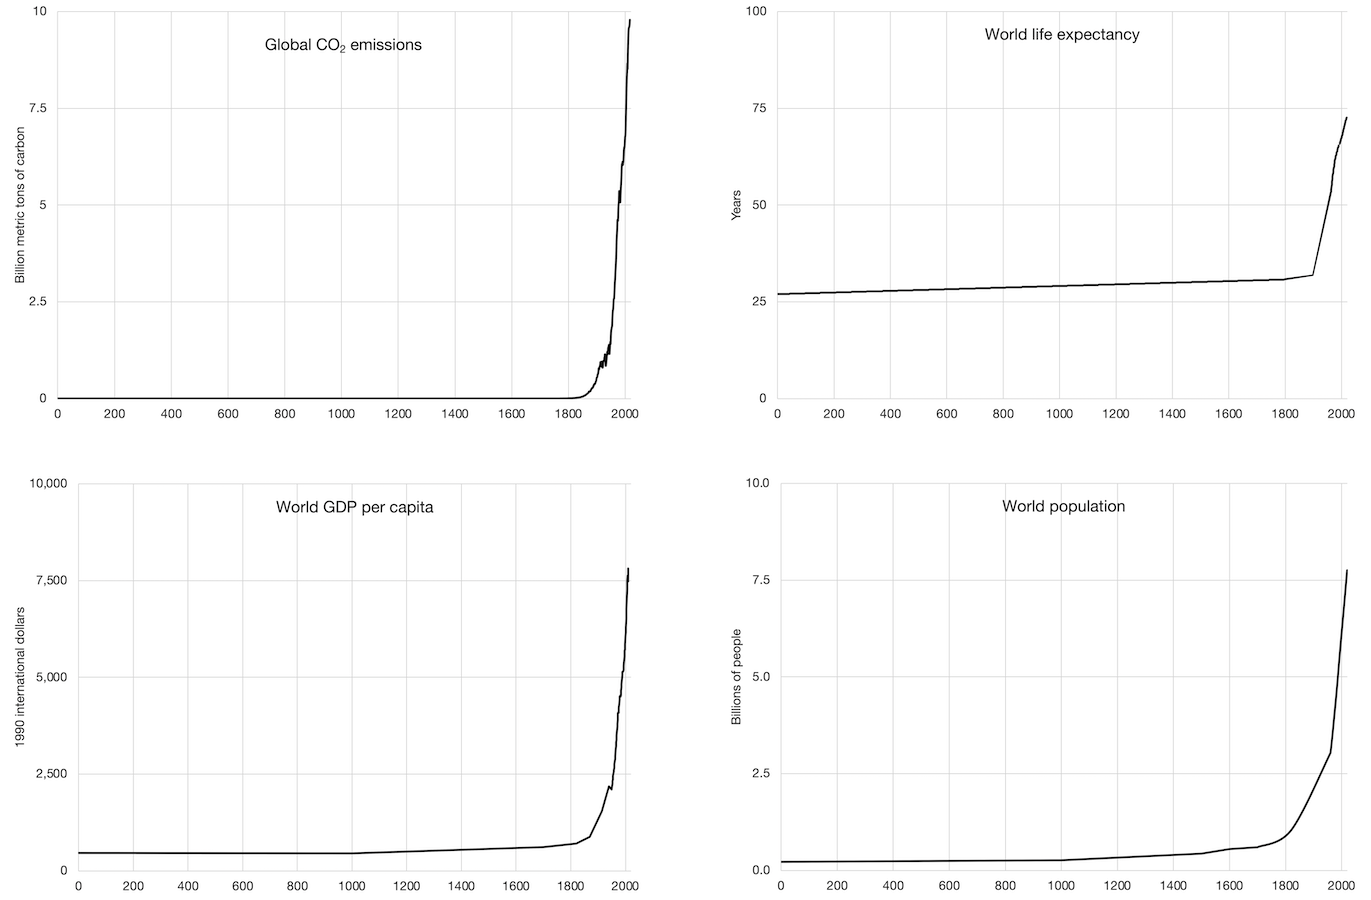 Global CO₂ emissions
Billion metric tons of carbon
10
7.5
5
2.5
0
0 200 400 600 800 1000 1200 1400 1600 1800 2000
World life expectancy
Years
100
75
50
25
0
0 200 400 600 800 1000 1200 1400 1600 1800 2000
World GDP per capita
1990 international dollars
10,000
7,500
5,000
2,500
0
0 200 400 600 800 1000 1200 1400 1600 1800 2000
World population
Billions of people
10.0
7.5
5.0
2.5
0.0
0 200 400 600 800 1000 1200 1400 1600 1800 2000